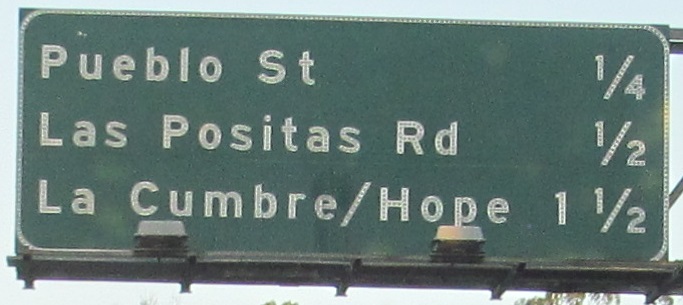 Pueblo St 1/4
Las Positas Rd 1/2
La Cumbre/Hope 1 1/2